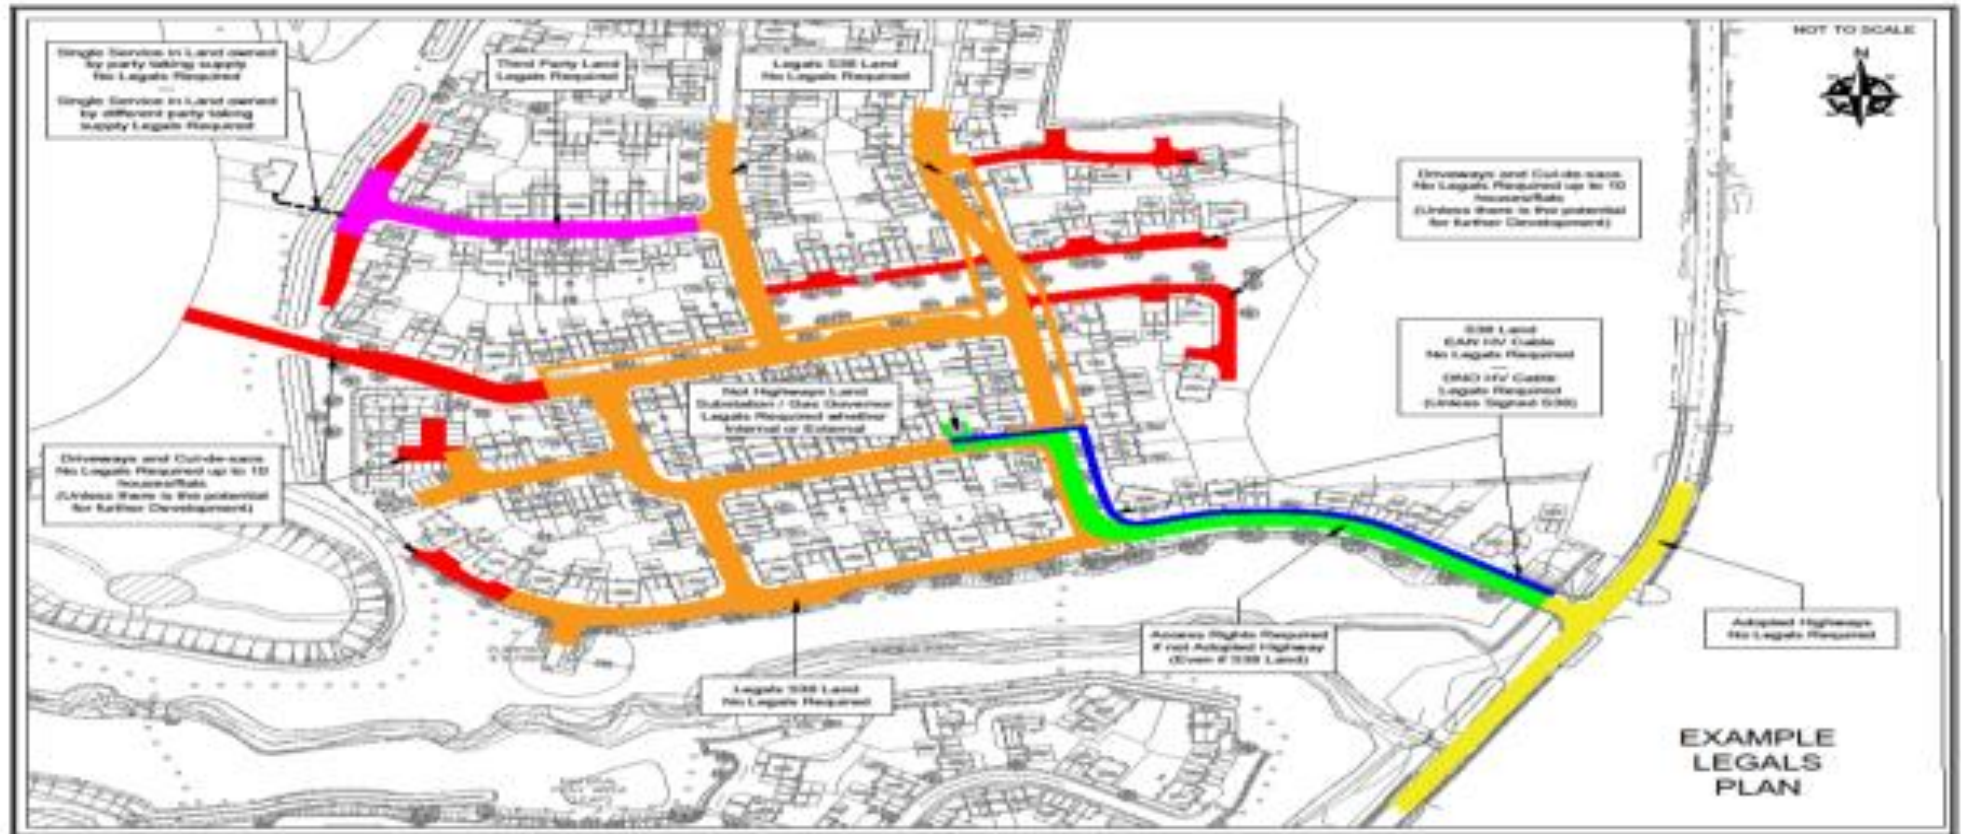 NOT TO SCALE
N
Single Service in Land owned
by party taking supply
No Legals Required
---
Single Service in Land owned
by different party taking
supply Legals Required
Third Party Land
Legals Required
Legals S38 Land
No Legals Required
Driveways and Cul-de-sacs
No Legals Required up to 10
houses/flats
(Unless there is the potential
for further Development)
S38 Land
EAN HV Cable
No Legals Required
---
DNO HV Cable
Legals Required
(Unless Signed S38)
Not Highways Land
Substation / Gas Governor
Legals Required whether
Internal or External
Driveways and Cul-de-sacs
No Legals Required up to 10
houses/flats
(Unless there is the potential
for further Development)
Access Rights Required
if not Adopted Highway
(Even if S38 Land)
Adopted Highways
No Legals Required
Legals S38 Land
No Legals Required
EXAMPLE
LEGALS
PLAN